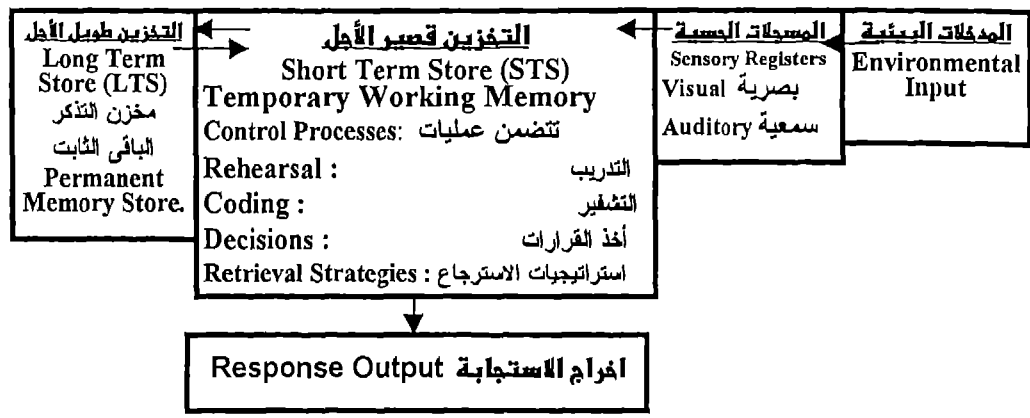 المدخلات البيئية
Environmental
Input
المسجلات الحسية
Sensory Registers
Visual بصرية
Auditory سمعية
التخزين قصير الأجل
Short Term Store (STS)
Temporary Working Memory
Control Processes: تتضمن عمليات
Rehearsal : التدريب
Coding : التشفير
Decisions : أخذ القرارات
Retrieval Strategies : استراتيجيات الاسترجاع
التخزين طويل الأجل
Long Term
Store (LTS)
مخزن التذكر
الباقى الثابت
Permanent
Memory Store.
Response Output اخراج الاستجابة